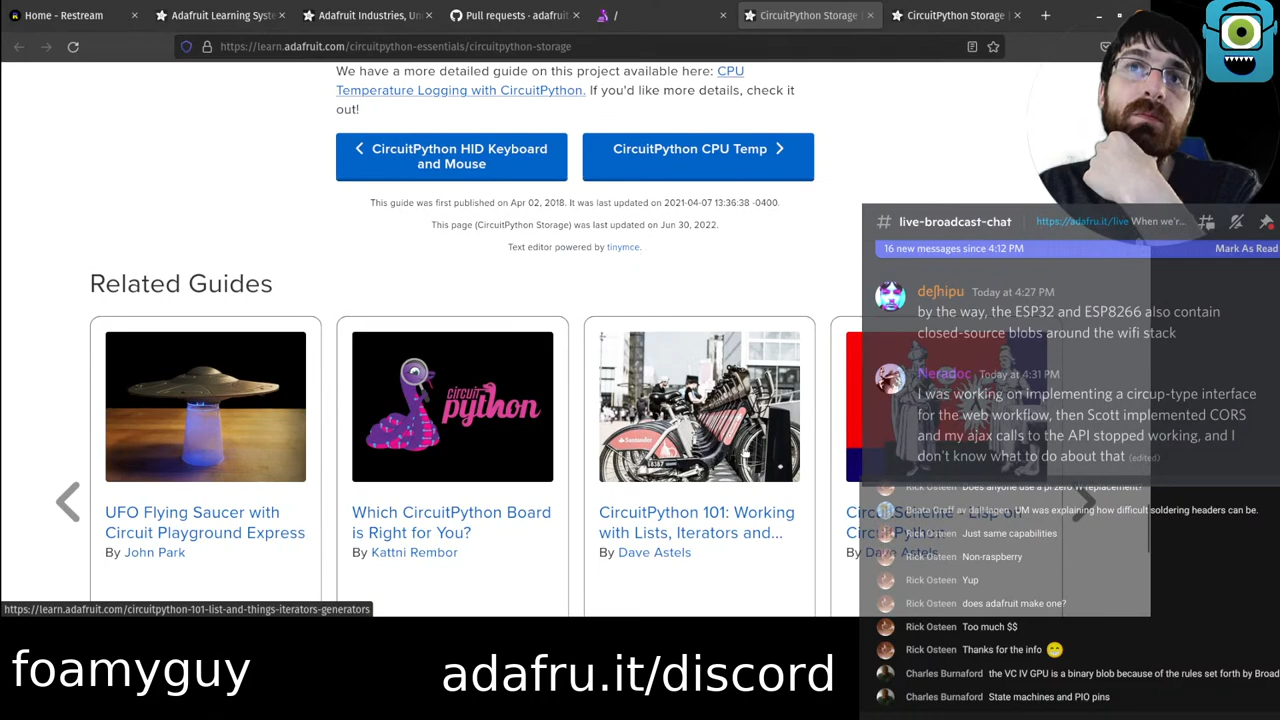 Home - Restream
Adafruit Learning Syste
Adafruit Industries, Uni
Pull requests · adafruit
/
CircuitPython Storage |
CircuitPython Storage |
https://learn.adafruit.com/circuitpython-essentials/circuitpython-storage
We have a more detailed guide on this project available here: CPU
Temperature Logging with CircuitPython. If you'd like more details, check it
out!
CircuitPython HID Keyboard
and Mouse
CircuitPython CPU Temp
This guide was first published on Apr 02, 2018. It was last updated on 2021-04-07 13:36:38 -0400.
This page (CircuitPython Storage) was last updated on Jun 30, 2022.
Text editor powered by tinymce.
Related Guides
circuit
python
Santander
UFO Flying Saucer with
Circuit Playground Express
By John Park
Which CircuitPython Board
is Right for You?
By Kattni Rembor
CircuitPython 101: Working
with Lists, Iterators and...
By Dave Astels
By Dave Astels
https://learn.adafruit.com/circuitpython-101-list-and-things-iterators-generators
# live-broadcast-chat
https://adafru.it/live When we'r...
16 new messages since 4:12 PM
Mark As Read
deʃhipu Today at 4:27 PM
by the way, the ESP32 and ESP8266 also contain
closed-source blobs around the wifi stack
Neradoc Today at 4:31 PM
I was working on implementing a circup-type interface
for the web workflow, then Scott implemented CORS
and my ajax calls to the API stopped working, and I
don't know what to do about that (edited)
Rick Osteen Does anyone use a pi zero W replacement?
Beata Graff av dalHagen UM was explaining how difficult soldering headers can be.
Rick Osteen Just same capabilities
Rick Osteen Non-raspberry
Rick Osteen Yup
Rick Osteen does adafruit make one?
Rick Osteen Too much $$
Rick Osteen Thanks for the info
Charles Burnaford the VC IV GPU is a binary blob because of the rules set forth by Broad
Charles Burnaford State machines and PIO pins
foamyguy
adafru.it/discord